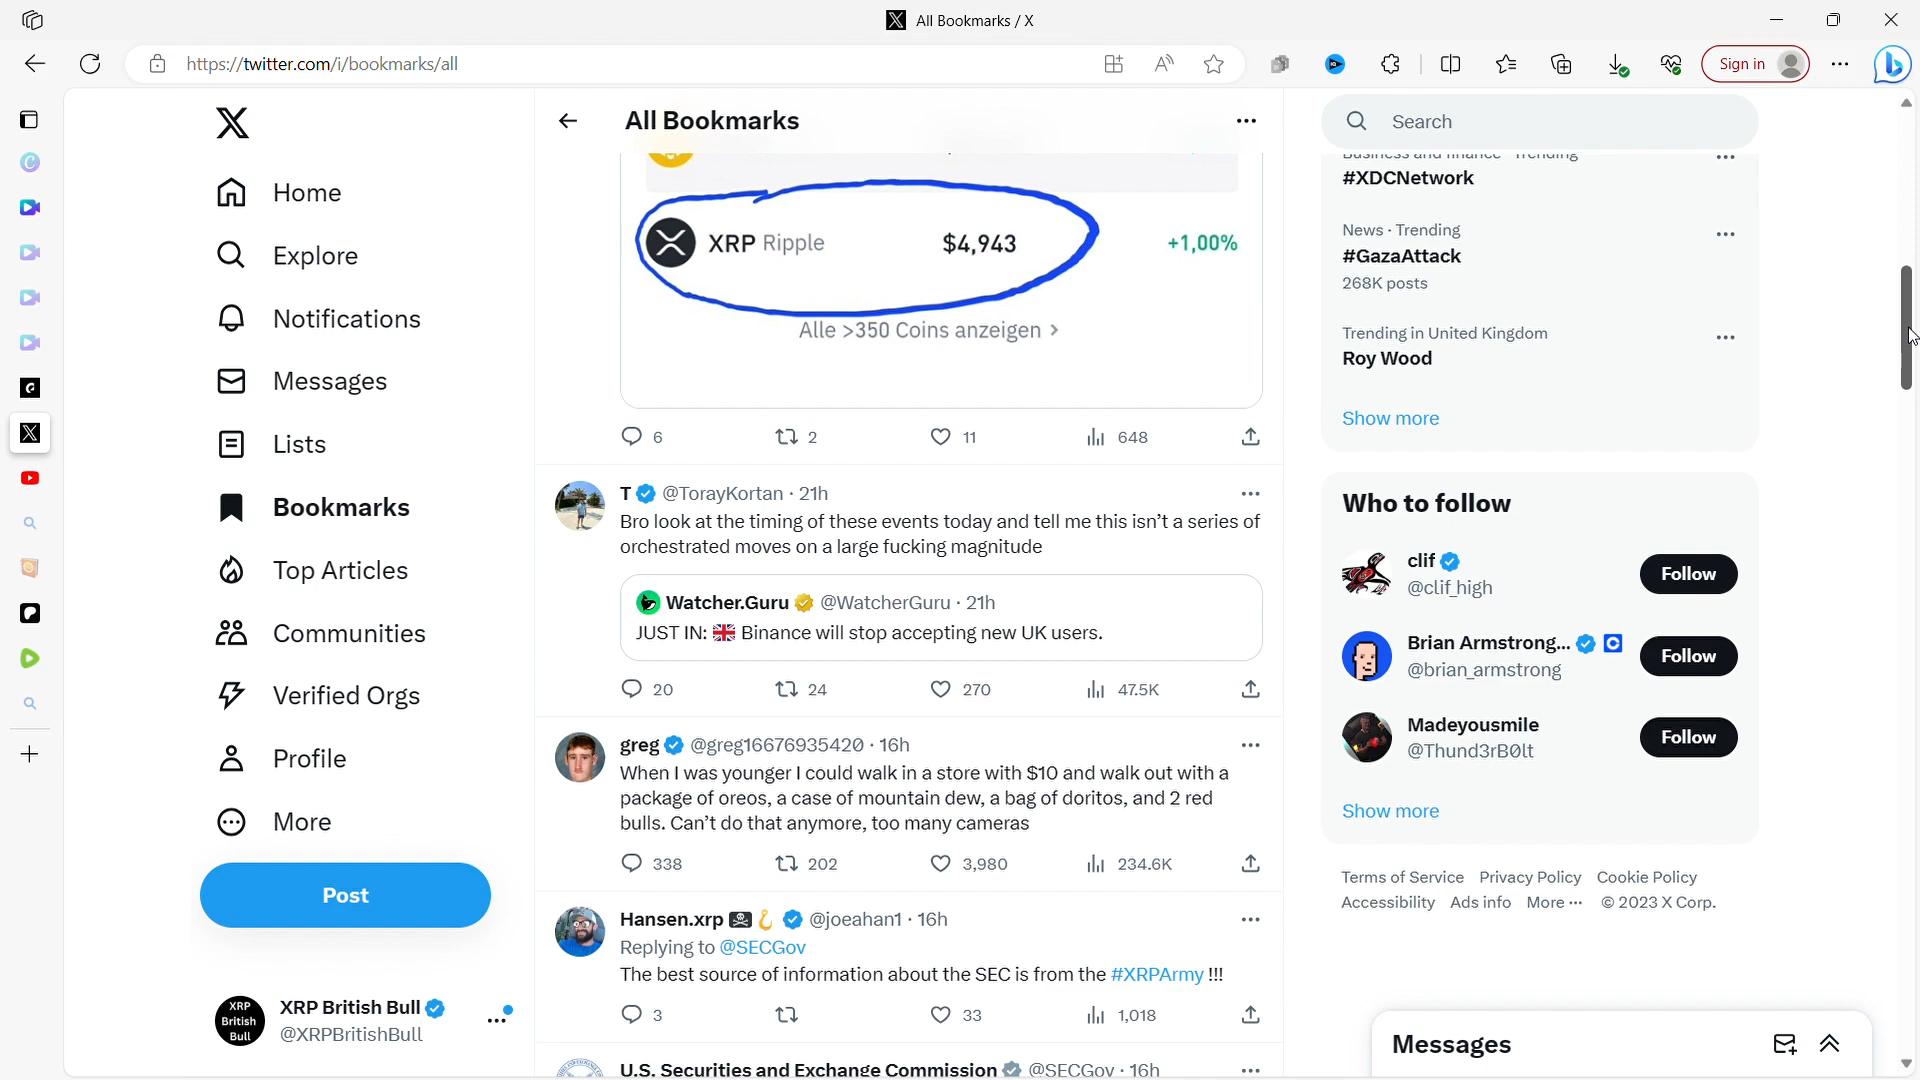 All Bookmarks / X
https://twitter.com/i/bookmarks/all
Sign in
Home
Explore
Notifications
Messages
Lists
Bookmarks
Top Articles
Communities
Verified Orgs
Profile
More
Post
XRP British Bull
XRP British Bull
@XRPBritishBull
All Bookmarks
XRP Ripple $4,943 +1,00%
Alle >350 Coins anzeigen >
6 2 11 648
T @TorayKortan · 21h
Bro look at the timing of these events today and tell me this isn't a series of
orchestrated moves on a large fucking magnitude
Watcher.Guru @WatcherGuru · 21h
JUST IN: 🇬🇧 Binance will stop accepting new UK users.
20 24 270 47.5K
greg @greg16676935420 · 16h
When I was younger I could walk in a store with $10 and walk out with a
package of oreos, a case of mountain dew, a bag of doritos, and 2 red
bulls. Can't do that anymore, too many cameras
338 202 3,980 234.6K
Hansen.xrp 🏴‍☠️🪝 @joeahan1 · 16h
Replying to @SECGov
The best source of information about the SEC is from the #XRPArmy !!!
3 33 1,018
U.S. Securities and Exchange Commission @SECGov · 16h
Search
Business and finance · Trending
#XDCNetwork
News · Trending
#GazaAttack
268K posts
Trending in United Kingdom
Roy Wood
Show more
Who to follow
clif
@clif_high
Follow
Brian Armstrong...
@brian_armstrong
Follow
Madeyousmile
@Thund3rB0lt
Follow
Show more
Terms of Service Privacy Policy Cookie Policy
Accessibility Ads info More ··· © 2023 X Corp.
Messages